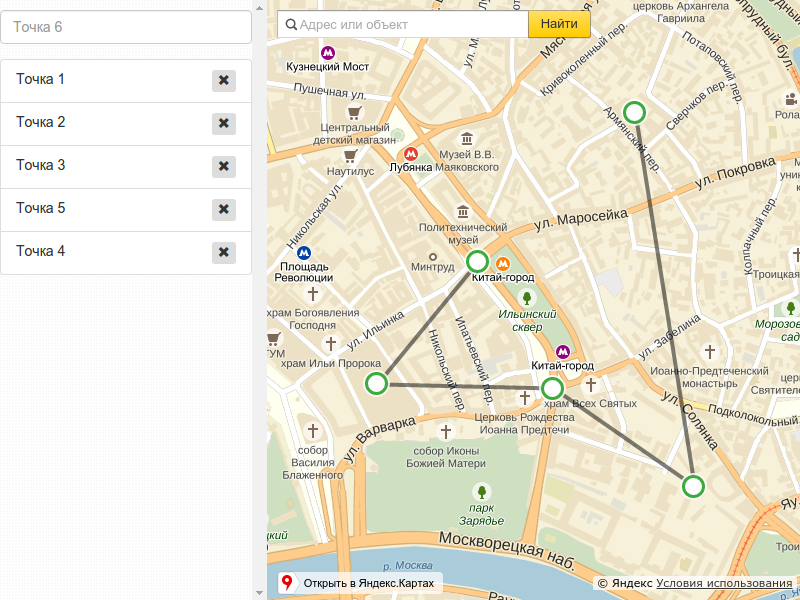 Точка 6
Точка 1
Точка 2
Точка 3
Точка 5
Точка 4
Адрес или объект
Найти
церковь Архангела
Гавриила
Кузнецкий Мост
Пушечная ул.
Кривоколенный пер.
Потаповский пер.
Сверчков пер.
Армянский пер.
Центральный
детский магазин
Наутилус
Лубянка
Музей В.В.
Маяковского
ул. Покровка
ул. Маросейка
Никольская ул.
Политехнический
музей
Колпачный пер.
Минтруд
Китай-город
Площадь
Революции
Троицкая
Ильинский
сквер
храм Богоявления
Господня
ул. Ильинка
ГУМ
храм Ильи Пророка
Никольский пер.
Ипатьевский пер.
Китай-город
ул. Забелина
Иоанно-Предтеченский
монастырь
храм Всех Святых
Церковь Рождества
Иоанна Предтечи
ул. Солянка
Подколокольный
ул. Варварка
собор
Василия
Блаженного
собор Иконы
Божией Матери
парк
Зарядье
Москворецкая наб.
р. Москва
Открыть в Яндекс.Картах
© Яндекс Условия использования